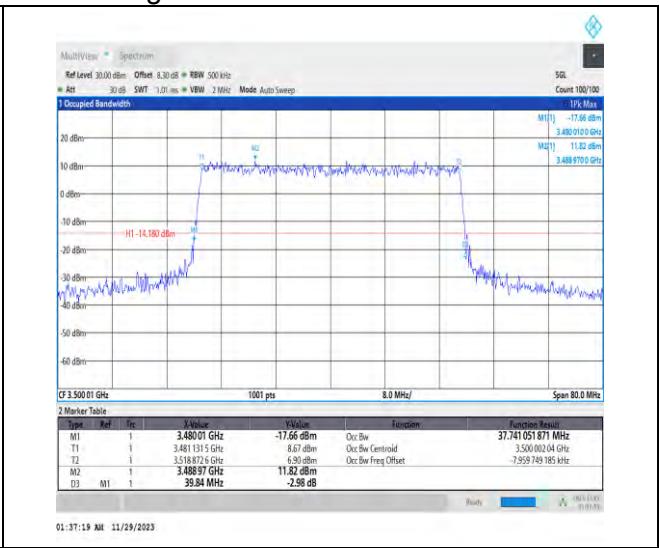 MultiView Spectrum
Ref Level 30.00 dBm Offset 8.30 dB RBW 500 kHz SGL
Att 30 dB SWT 1.01 ms VBW 2 MHz Mode Auto Sweep Count 100/100
1 Occupied Bandwidth 1Pk Max
M1[1] -17.66 dBm
3.480 010 0 GHz
M2[1] 11.82 dBm
3.488 970 0 GHz
20 dBm
10 dBm
0 dBm
-10 dBm
-20 dBm
-30 dBm
-40 dBm
-50 dBm
-60 dBm
T1
M2
T2
M1
H1 -14.180 dBm
CF 3.500 01 GHz 1001 pts 8.0 MHz/ Span 80.0 MHz
2 Marker Table
Type Ref Trc X-Value Y-Value Function Function Result
M1 1 3.480 01 GHz -17.66 dBm Occ Bw 37.741 051 871 MHz
T1 1 3.481 131 5 GHz 8.67 dBm Occ Bw Centroid 3.500 002 04 GHz
T2 1 3.518 872 6 GHz 6.90 dBm Occ Bw Freq Offset -7.959 749 185 kHz
M2 1 3.488 97 GHz 11.82 dBm
D3 M1 1 39.84 MHz -2.98 dB
Ready
01:37:19 AM 11/29/2023